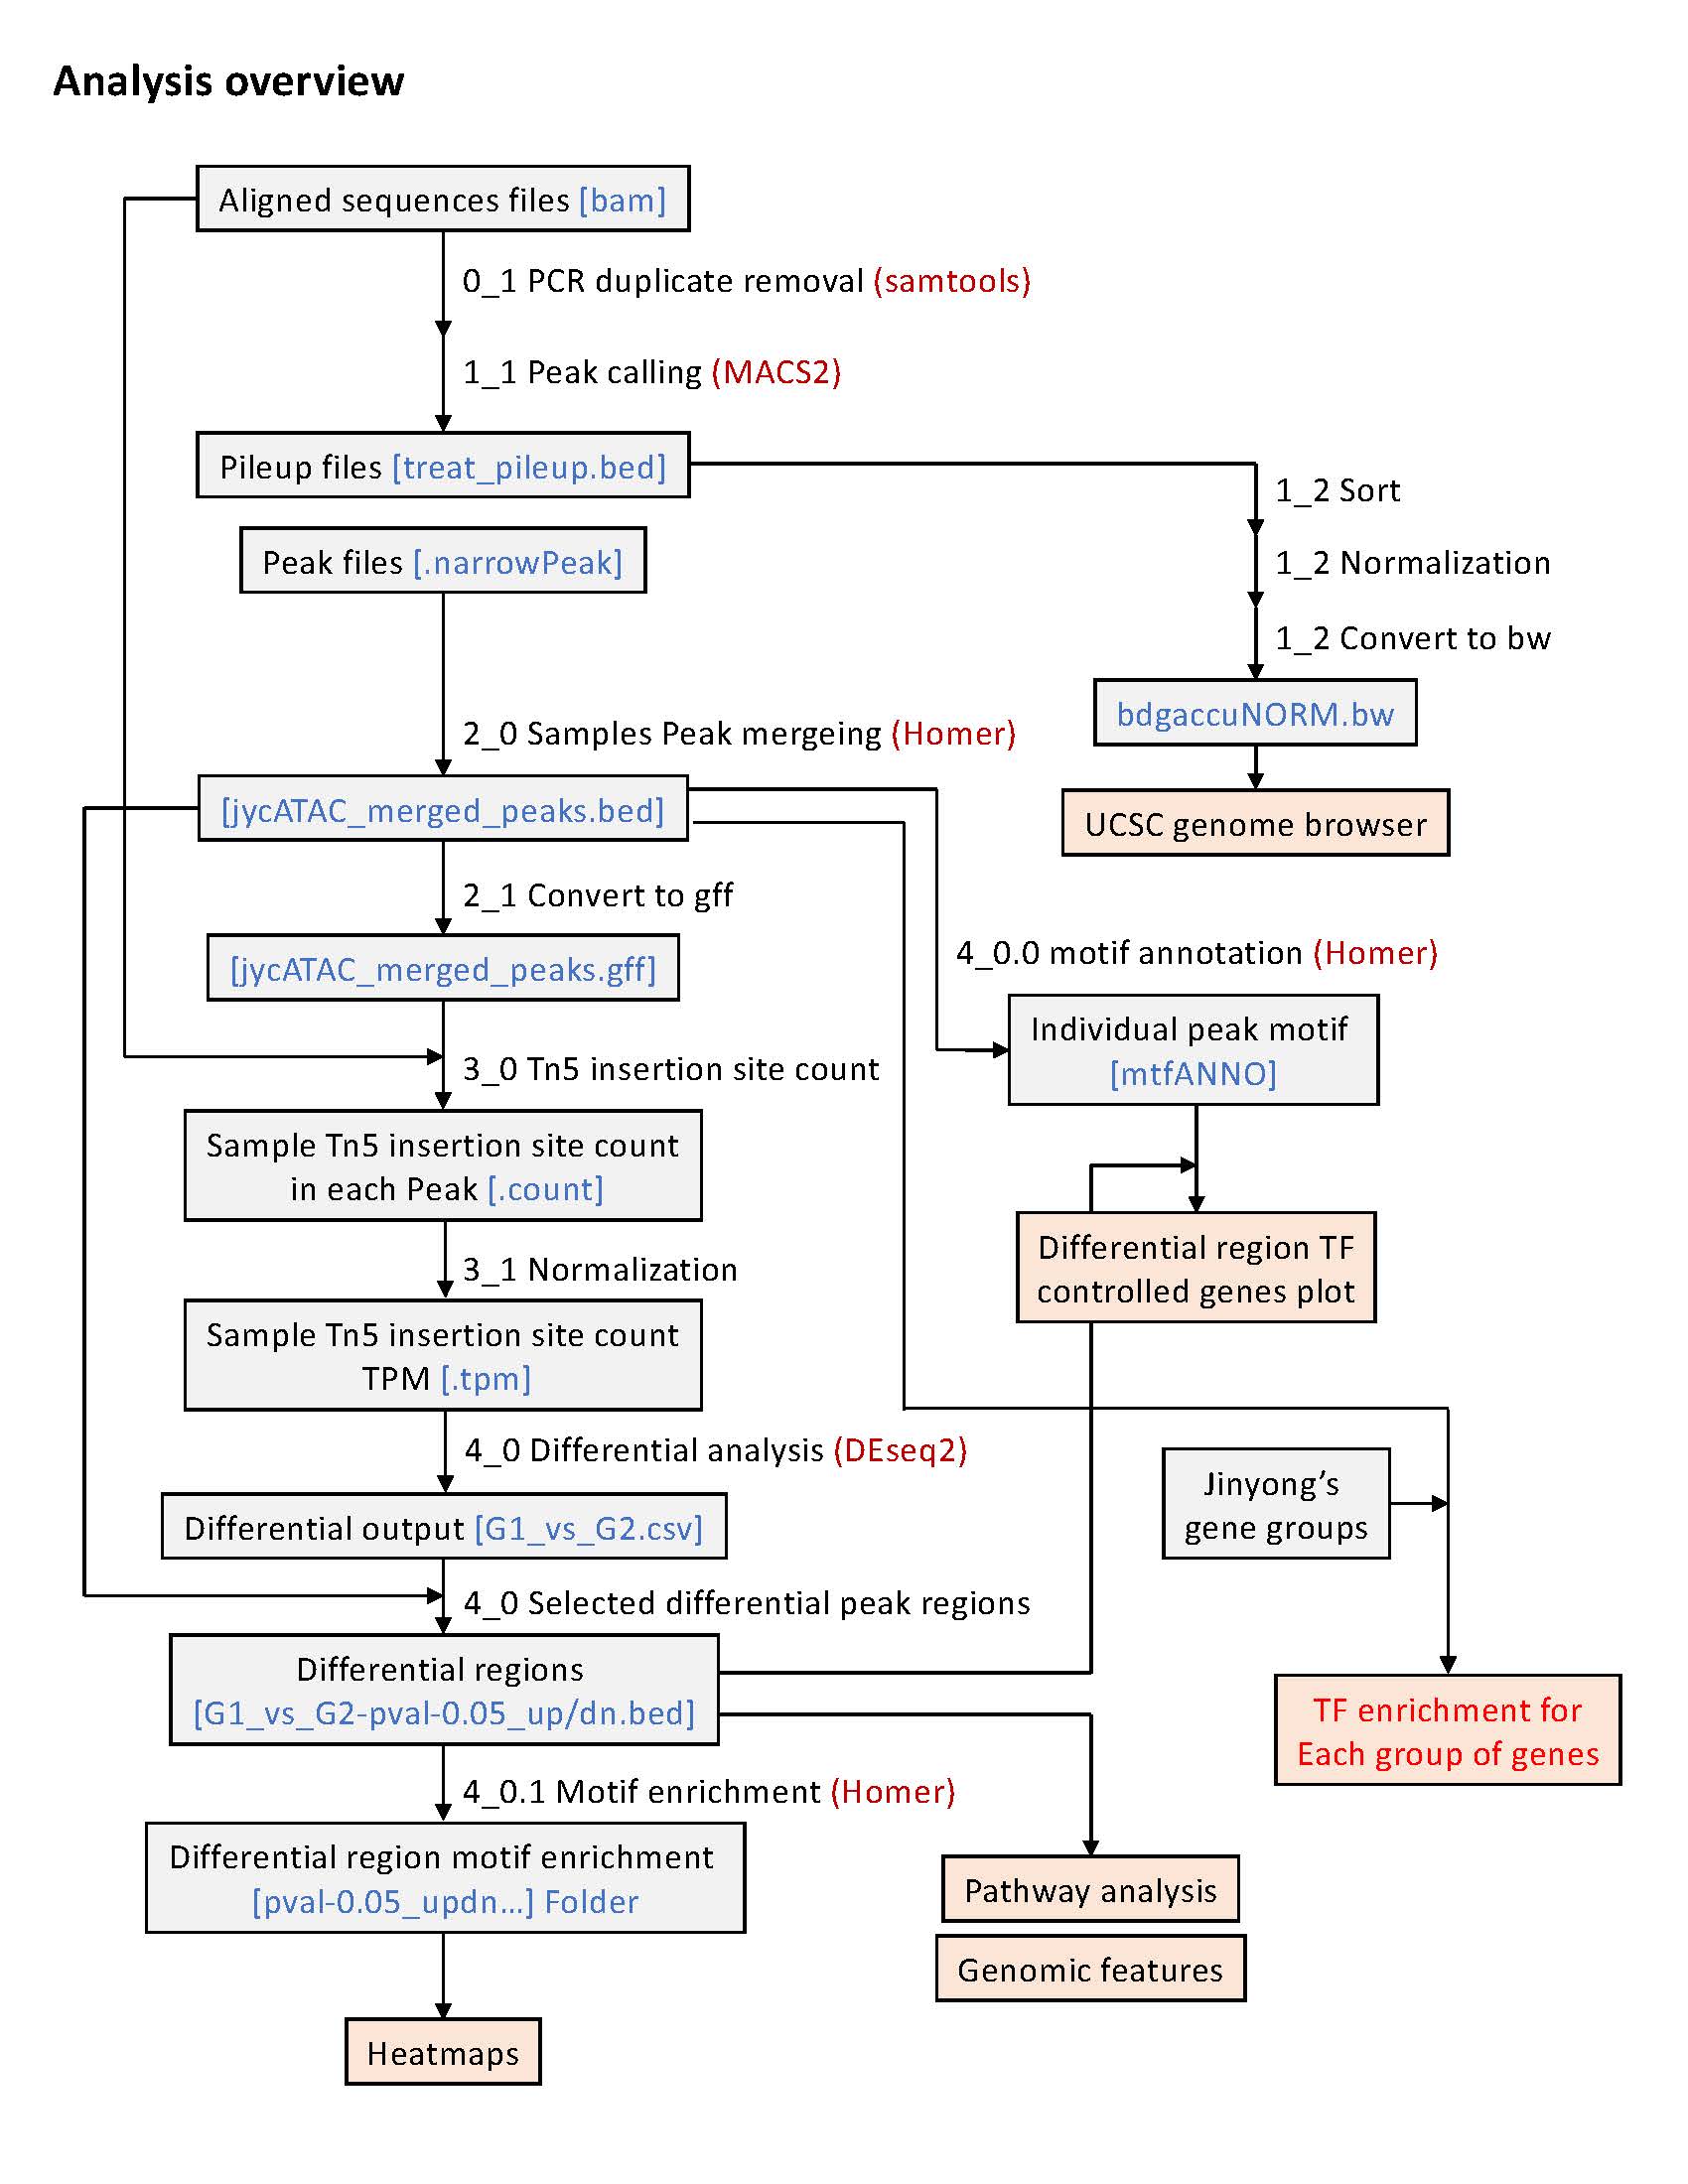 Analysis overview
Aligned sequences files [bam]
0_1 PCR duplicate removal (samtools)
1_1 Peak calling (MACS2)
Pileup files [treat_pileup.bed]
1_2 Sort
Peak files [.narrowPeak]
1_2 Normalization
1_2 Convert to bw
bdgaccuNORM.bw
2_0 Samples Peak mergeing (Homer)
[jycATAC_merged_peaks.bed]
UCSC genome browser
2_1 Convert to gff
[jycATAC_merged_peaks.gff]
4_0.0 motif annotation (Homer)
Individual peak motif
[mtfANNO]
3_0 Tn5 insertion site count
Sample Tn5 insertion site count
in each Peak [.count]
Differential region TF
controlled genes plot
3_1 Normalization
Sample Tn5 insertion site count
TPM [.tpm]
4_0 Differential analysis (DEseq2)
Jinyong’s
gene groups
Differential output [G1_vs_G2.csv]
4_0 Selected differential peak regions
Differential regions
[G1_vs_G2-pval-0.05_up/dn.bed]
TF enrichment for
Each group of genes
4_0.1 Motif enrichment (Homer)
Differential region motif enrichment
[pval-0.05_updn...] Folder
Pathway analysis
Genomic features
Heatmaps